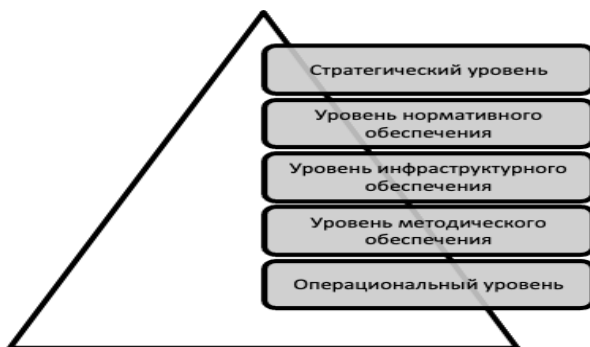 Стратегический уровень
Уровень нормативного
обеспечения
Уровень инфраструктурного
обеспечения
Уровень методического
обеспечения
Операциональный уровень